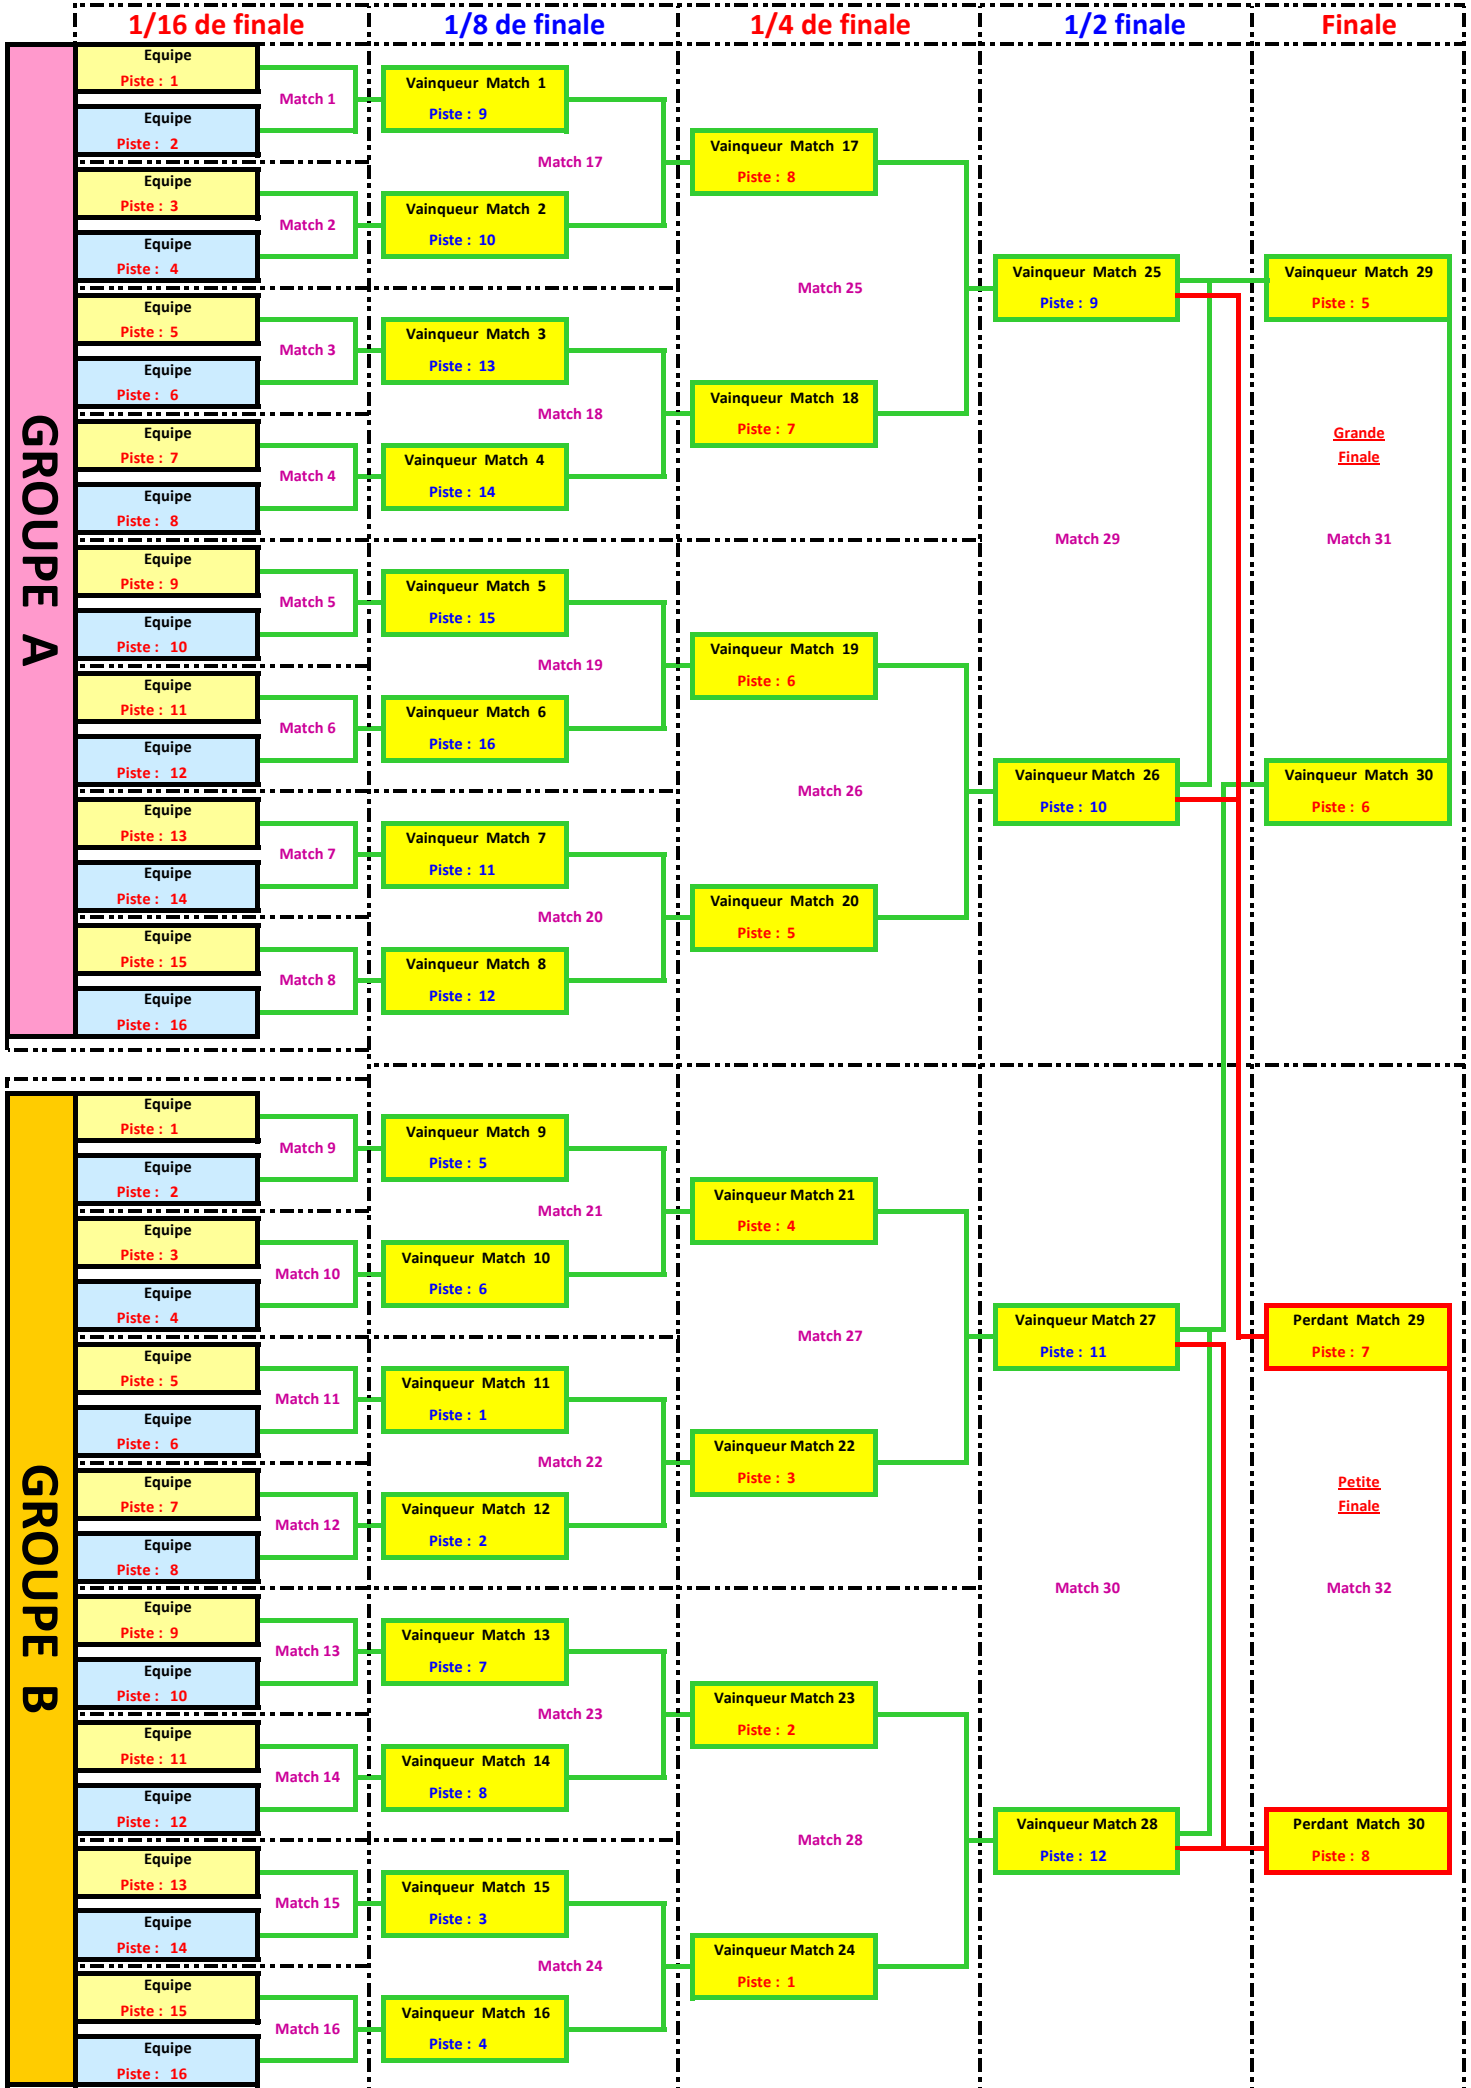 1/16 de finale
1/8 de finale
1/4 de finale
1/2 finale
Finale
GROUPE A
Equipe
Piste : 1
Match 1
Equipe
Piste : 2
Equipe
Piste : 3
Match 2
Equipe
Piste : 4
Equipe
Piste : 5
Match 3
Equipe
Piste : 6
Equipe
Piste : 7
Match 4
Equipe
Piste : 8
Equipe
Piste : 9
Match 5
Equipe
Piste : 10
Equipe
Piste : 11
Match 6
Equipe
Piste : 12
Equipe
Piste : 13
Match 7
Equipe
Piste : 14
Equipe
Piste : 15
Match 8
Equipe
Piste : 16
Vainqueur Match 1
Piste : 9
Match 17
Vainqueur Match 2
Piste : 10
Vainqueur Match 3
Piste : 13
Match 18
Vainqueur Match 4
Piste : 14
Vainqueur Match 5
Piste : 15
Match 19
Vainqueur Match 6
Piste : 16
Vainqueur Match 7
Piste : 11
Match 20
Vainqueur Match 8
Piste : 12
Vainqueur Match 17
Piste : 8
Match 25
Vainqueur Match 18
Piste : 7
Vainqueur Match 19
Piste : 6
Match 26
Vainqueur Match 20
Piste : 5
Vainqueur Match 25
Piste : 9
Match 29
Vainqueur Match 26
Piste : 10
Vainqueur Match 29
Piste : 5
Grande
Finale
Match 31
Vainqueur Match 30
Piste : 6
GROUPE B
Equipe
Piste : 1
Match 9
Equipe
Piste : 2
Equipe
Piste : 3
Match 10
Equipe
Piste : 4
Equipe
Piste : 5
Match 11
Equipe
Piste : 6
Equipe
Piste : 7
Match 12
Equipe
Piste : 8
Equipe
Piste : 9
Match 13
Equipe
Piste : 10
Equipe
Piste : 11
Match 14
Equipe
Piste : 12
Equipe
Piste : 13
Match 15
Equipe
Piste : 14
Equipe
Piste : 15
Match 16
Equipe
Piste : 16
Vainqueur Match 9
Piste : 5
Match 21
Vainqueur Match 10
Piste : 6
Vainqueur Match 11
Piste : 1
Match 22
Vainqueur Match 12
Piste : 2
Vainqueur Match 13
Piste : 7
Match 23
Vainqueur Match 14
Piste : 8
Vainqueur Match 15
Piste : 3
Match 24
Vainqueur Match 16
Piste : 4
Vainqueur Match 21
Piste : 4
Match 27
Vainqueur Match 22
Piste : 3
Vainqueur Match 23
Piste : 2
Match 28
Vainqueur Match 24
Piste : 1
Vainqueur Match 27
Piste : 11
Match 30
Vainqueur Match 28
Piste : 12
Perdant Match 29
Piste : 7
Petite
Finale
Match 32
Perdant Match 30
Piste : 8